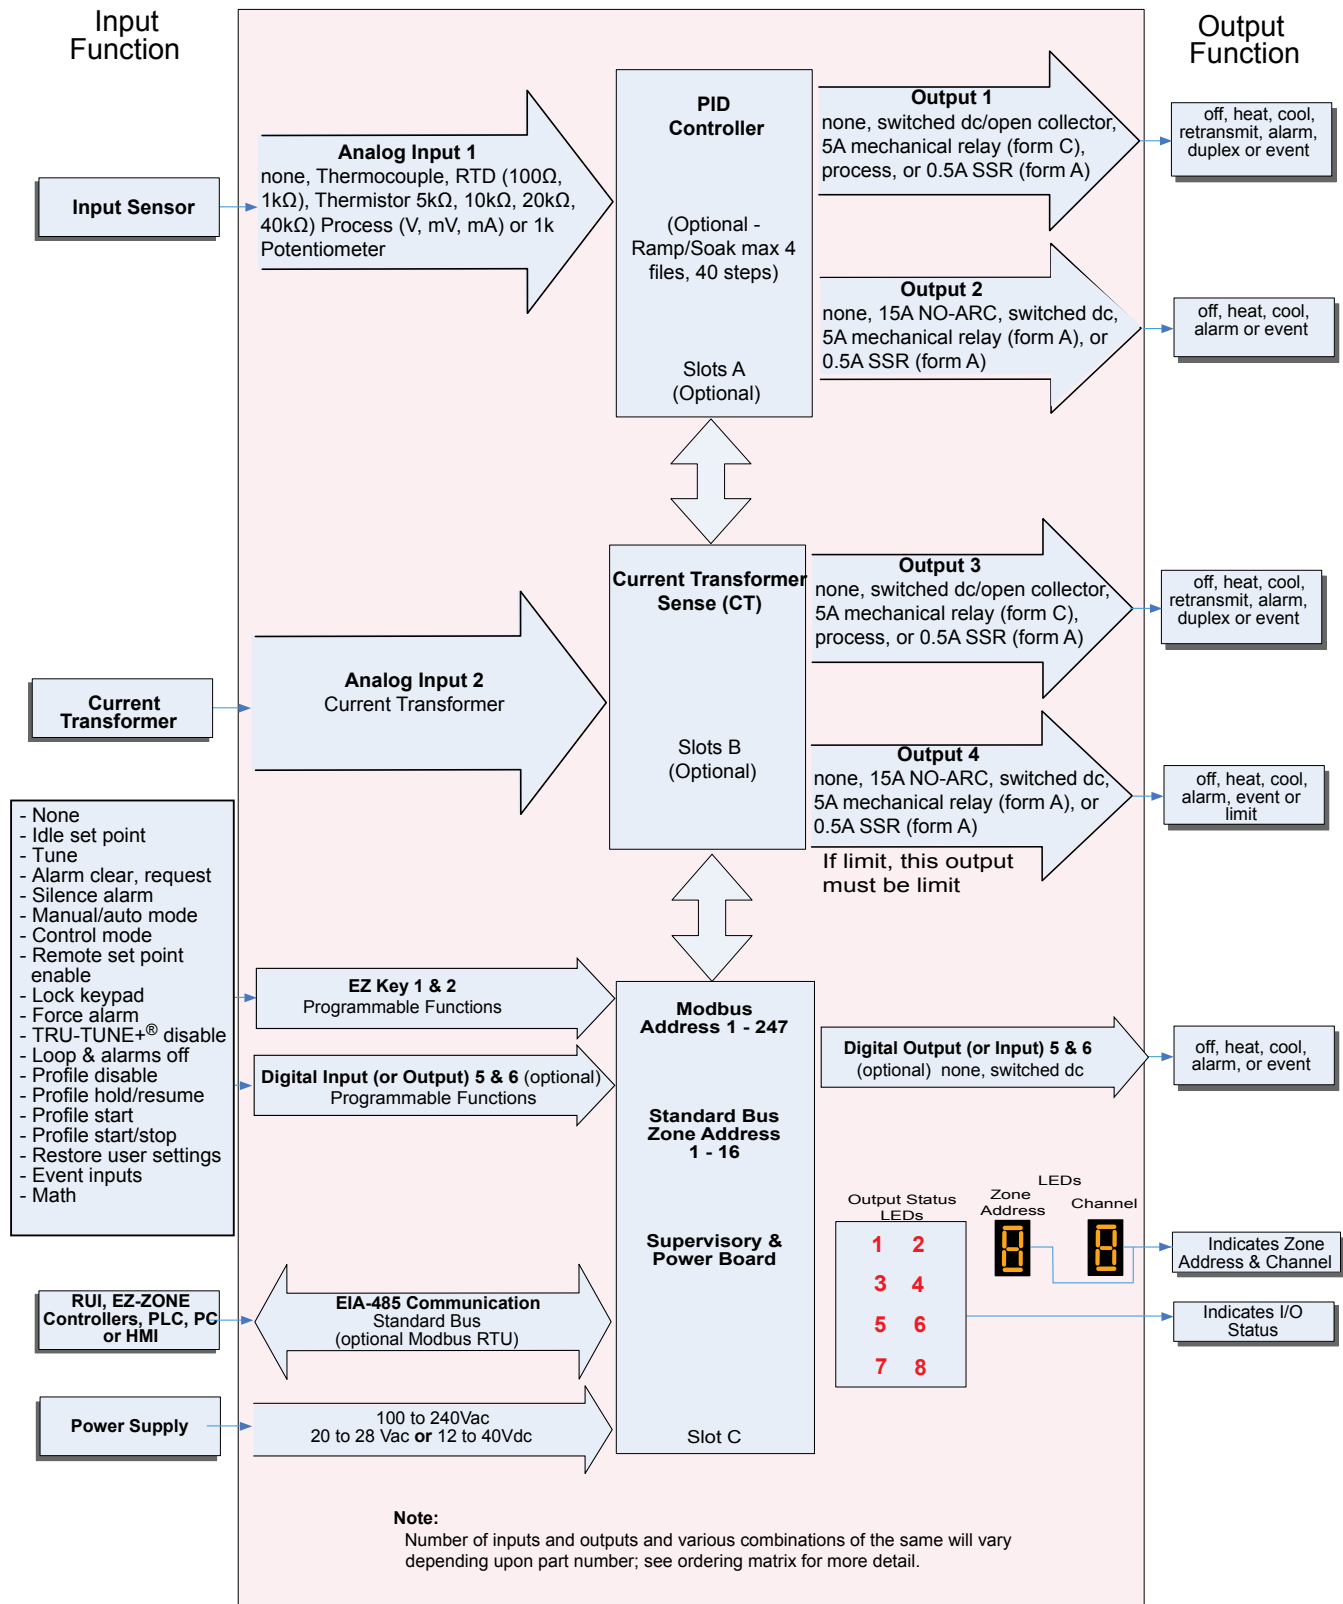 Input
Function
Output
Function
Input Sensor
Analog Input 1
none, Thermocouple, RTD (100Ω,
1kΩ), Thermistor 5kΩ, 10kΩ, 20kΩ,
40kΩ) Process (V, mV, mA) or 1k
Potentiometer
PID
Controller
(Optional -
Ramp/Soak max 4
files, 40 steps)
Slots A
(Optional)
Output 1
none, switched dc/open collector,
5A mechanical relay (form C),
process, or 0.5A SSR (form A)
off, heat, cool,
retransmit, alarm,
duplex or event
Output 2
none, 15A NO-ARC, switched dc,
5A mechanical relay (form A), or
0.5A SSR (form A)
off, heat, cool,
alarm or event
Current
Transformer
Analog Input 2
Current Transformer
Current Transformer
Sense (CT)
Slots B
(Optional)
Output 3
none, switched dc/open collector,
5A mechanical relay (form C),
process, or 0.5A SSR (form A)
off, heat, cool,
retransmit, alarm,
duplex or event
Output 4
none, 15A NO-ARC, switched dc,
5A mechanical relay (form A), or
0.5A SSR (form A)
If limit, this output
must be limit
off, heat, cool,
alarm, event or
limit
- None
- Idle set point
- Tune
- Alarm clear, request
- Silence alarm
- Manual/auto mode
- Control mode
- Remote set point
enable
- Lock keypad
- Force alarm
- TRU-TUNE+® disable
- Loop & alarms off
- Profile disable
- Profile hold/resume
- Profile start
- Profile start/stop
- Restore user settings
- Event inputs
- Math
EZ Key 1 & 2
Programmable Functions
Digital Input (or Output) 5 & 6 (optional)
Programmable Functions
Modbus
Address 1 - 247
Standard Bus
Zone Address
1 - 16
Supervisory &
Power Board
Slot C
Digital Output (or Input) 5 & 6
(optional) none, switched dc
off, heat, cool,
alarm, or event
Output Status
LEDs
1 2
3 4
5 6
7 8
LEDs
Zone
Address
Channel
8
8
Indicates Zone
Address & Channel
Indicates I/O
Status
RUI, EZ-ZONE
Controllers, PLC, PC
or HMI
EIA-485 Communication
Standard Bus
(optional Modbus RTU)
Power Supply
100 to 240Vac
20 to 28 Vac or 12 to 40Vdc
Note:
Number of inputs and outputs and various combinations of the same will vary
depending upon part number; see ordering matrix for more detail.